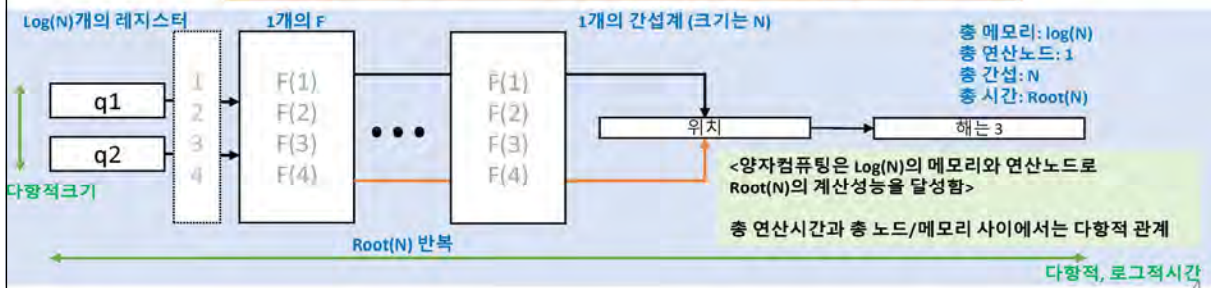 Log(N)개의 레지스터
1개의 F
1개의 간섭계 (크기는 N)
총 메모리: log(N)
총 연산노드: 1
총 간섭: N
총 시간: Root(N)
q1
q2
1
2
3
4
F(1)
F(2)
F(3)
F(4)
F(1)
F(2)
F(3)
F(4)
위치
해는 3
다항적크기
<양자컴퓨팅은 Log(N)의 메모리와 연산노드로
Root(N)의 계산성능을 달성함>
총 연산시간과 총 노드/메모리 사이에서는 다항적 관계
Root(N) 반복
다항적, 로그적시간